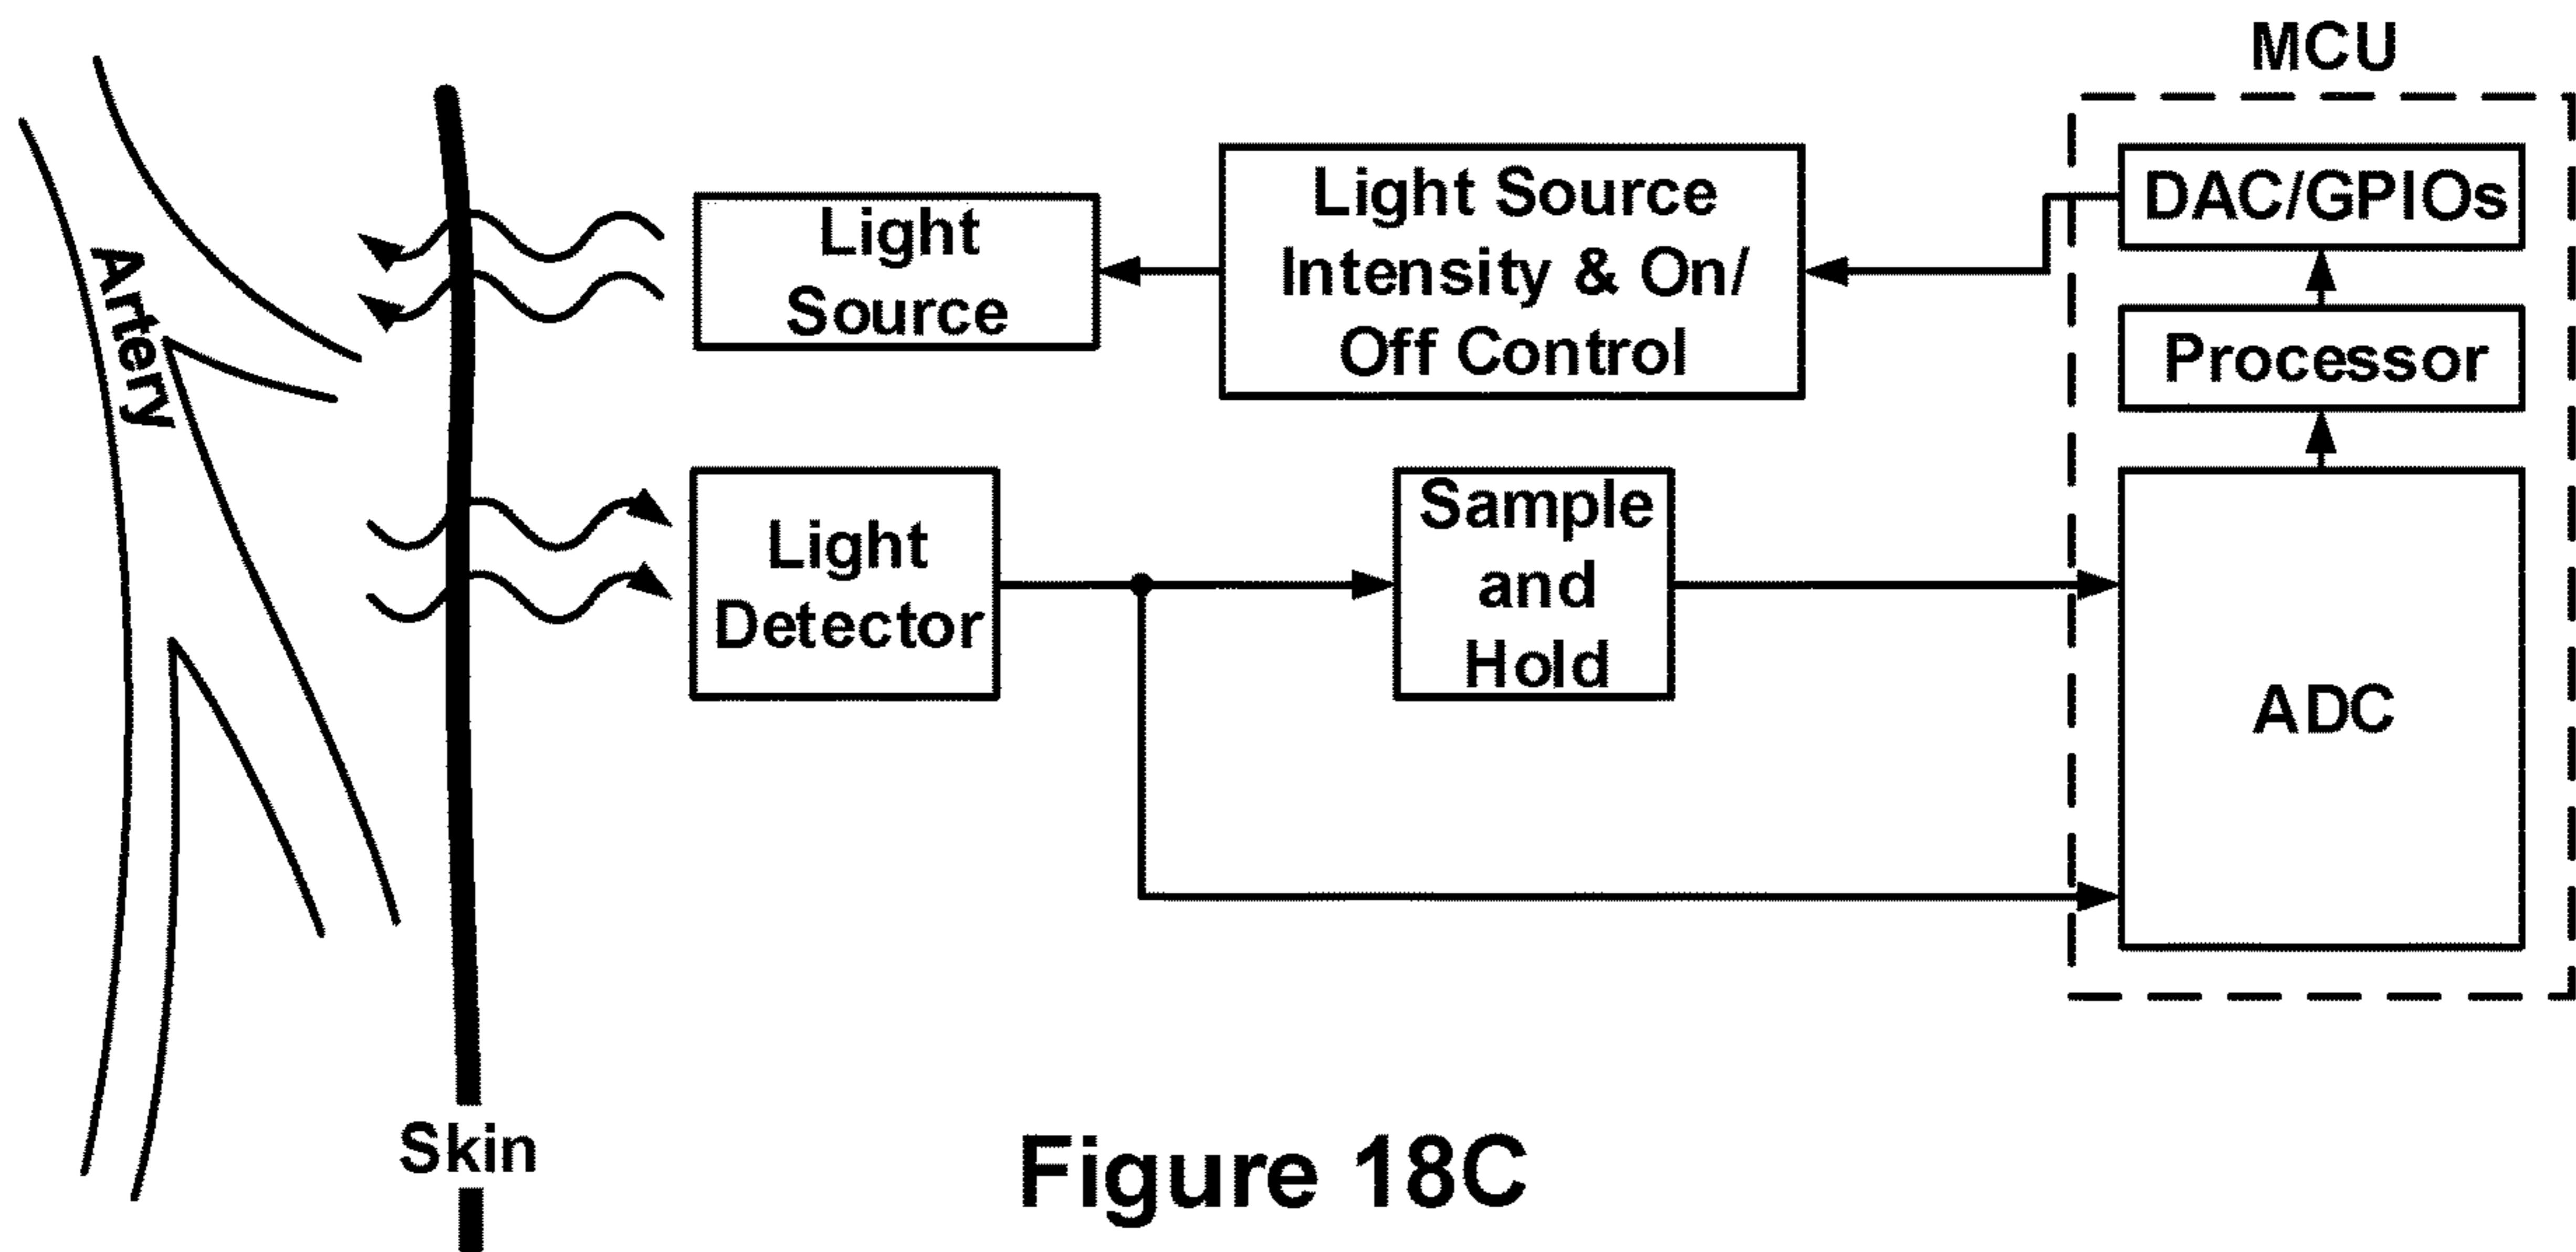 MCU
Light Source
Intensity & On/
Off Control
DAC/GPIOs
Light
Source
Artery
Processor
Light
Detector
Sample
and
Hold
ADC
Skin
Figure 18C